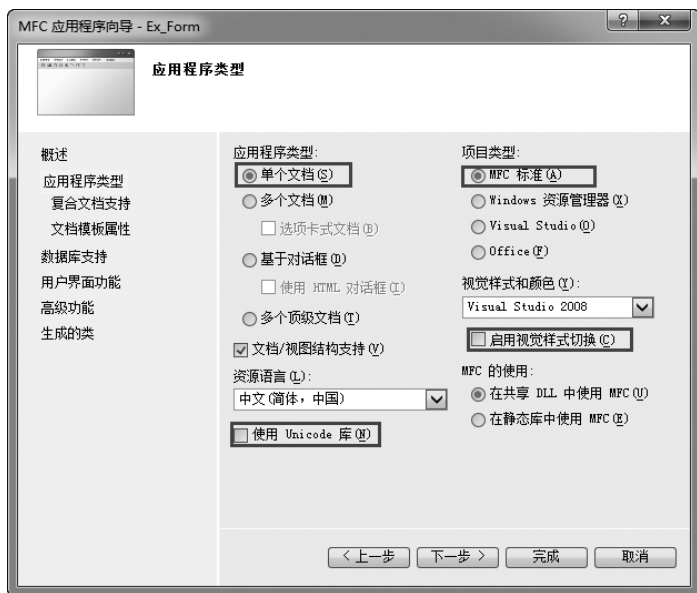 MFC 应用程序向导 - Ex_Form
应用程序类型
概述
应用程序类型
复合文档支持
文档模板属性
数据库支持
用户界面功能
高级功能
生成的类
应用程序类型:
单个文档(S)
多个文档(M)
选项卡式文档(B)
基于对话框(D)
使用 HTML 对话框(I)
多个顶级文档(T)
文档/视图结构支持(V)
资源语言(L):
中文(简体，中国)
使用 Unicode 库(N)
项目类型:
MFC 标准(A)
Windows 资源管理器(X)
Visual Studio(O)
Office(F)
视觉样式和颜色(Y):
Visual Studio 2008
启用视觉样式切换(C)
MFC 的使用:
在共享 DLL 中使用 MFC(U)
在静态库中使用 MFC(E)
< 上一步
下一步 >
完成
取消